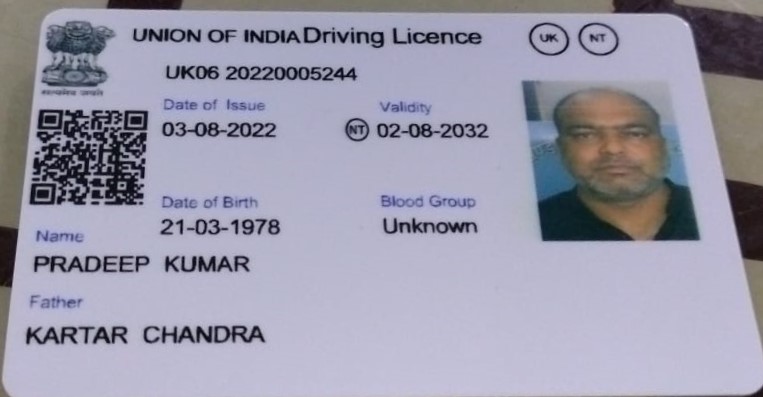 UNION OF INDIA Driving Licence UK NT
सत्यमेव जयते
UK06 20220005244
Date of Issue Validity
03-08-2022 NT 02-08-2032
Date of Birth Blood Group
21-03-1978 Unknown
Name
PRADEEP KUMAR
Father
KARTAR CHANDRA